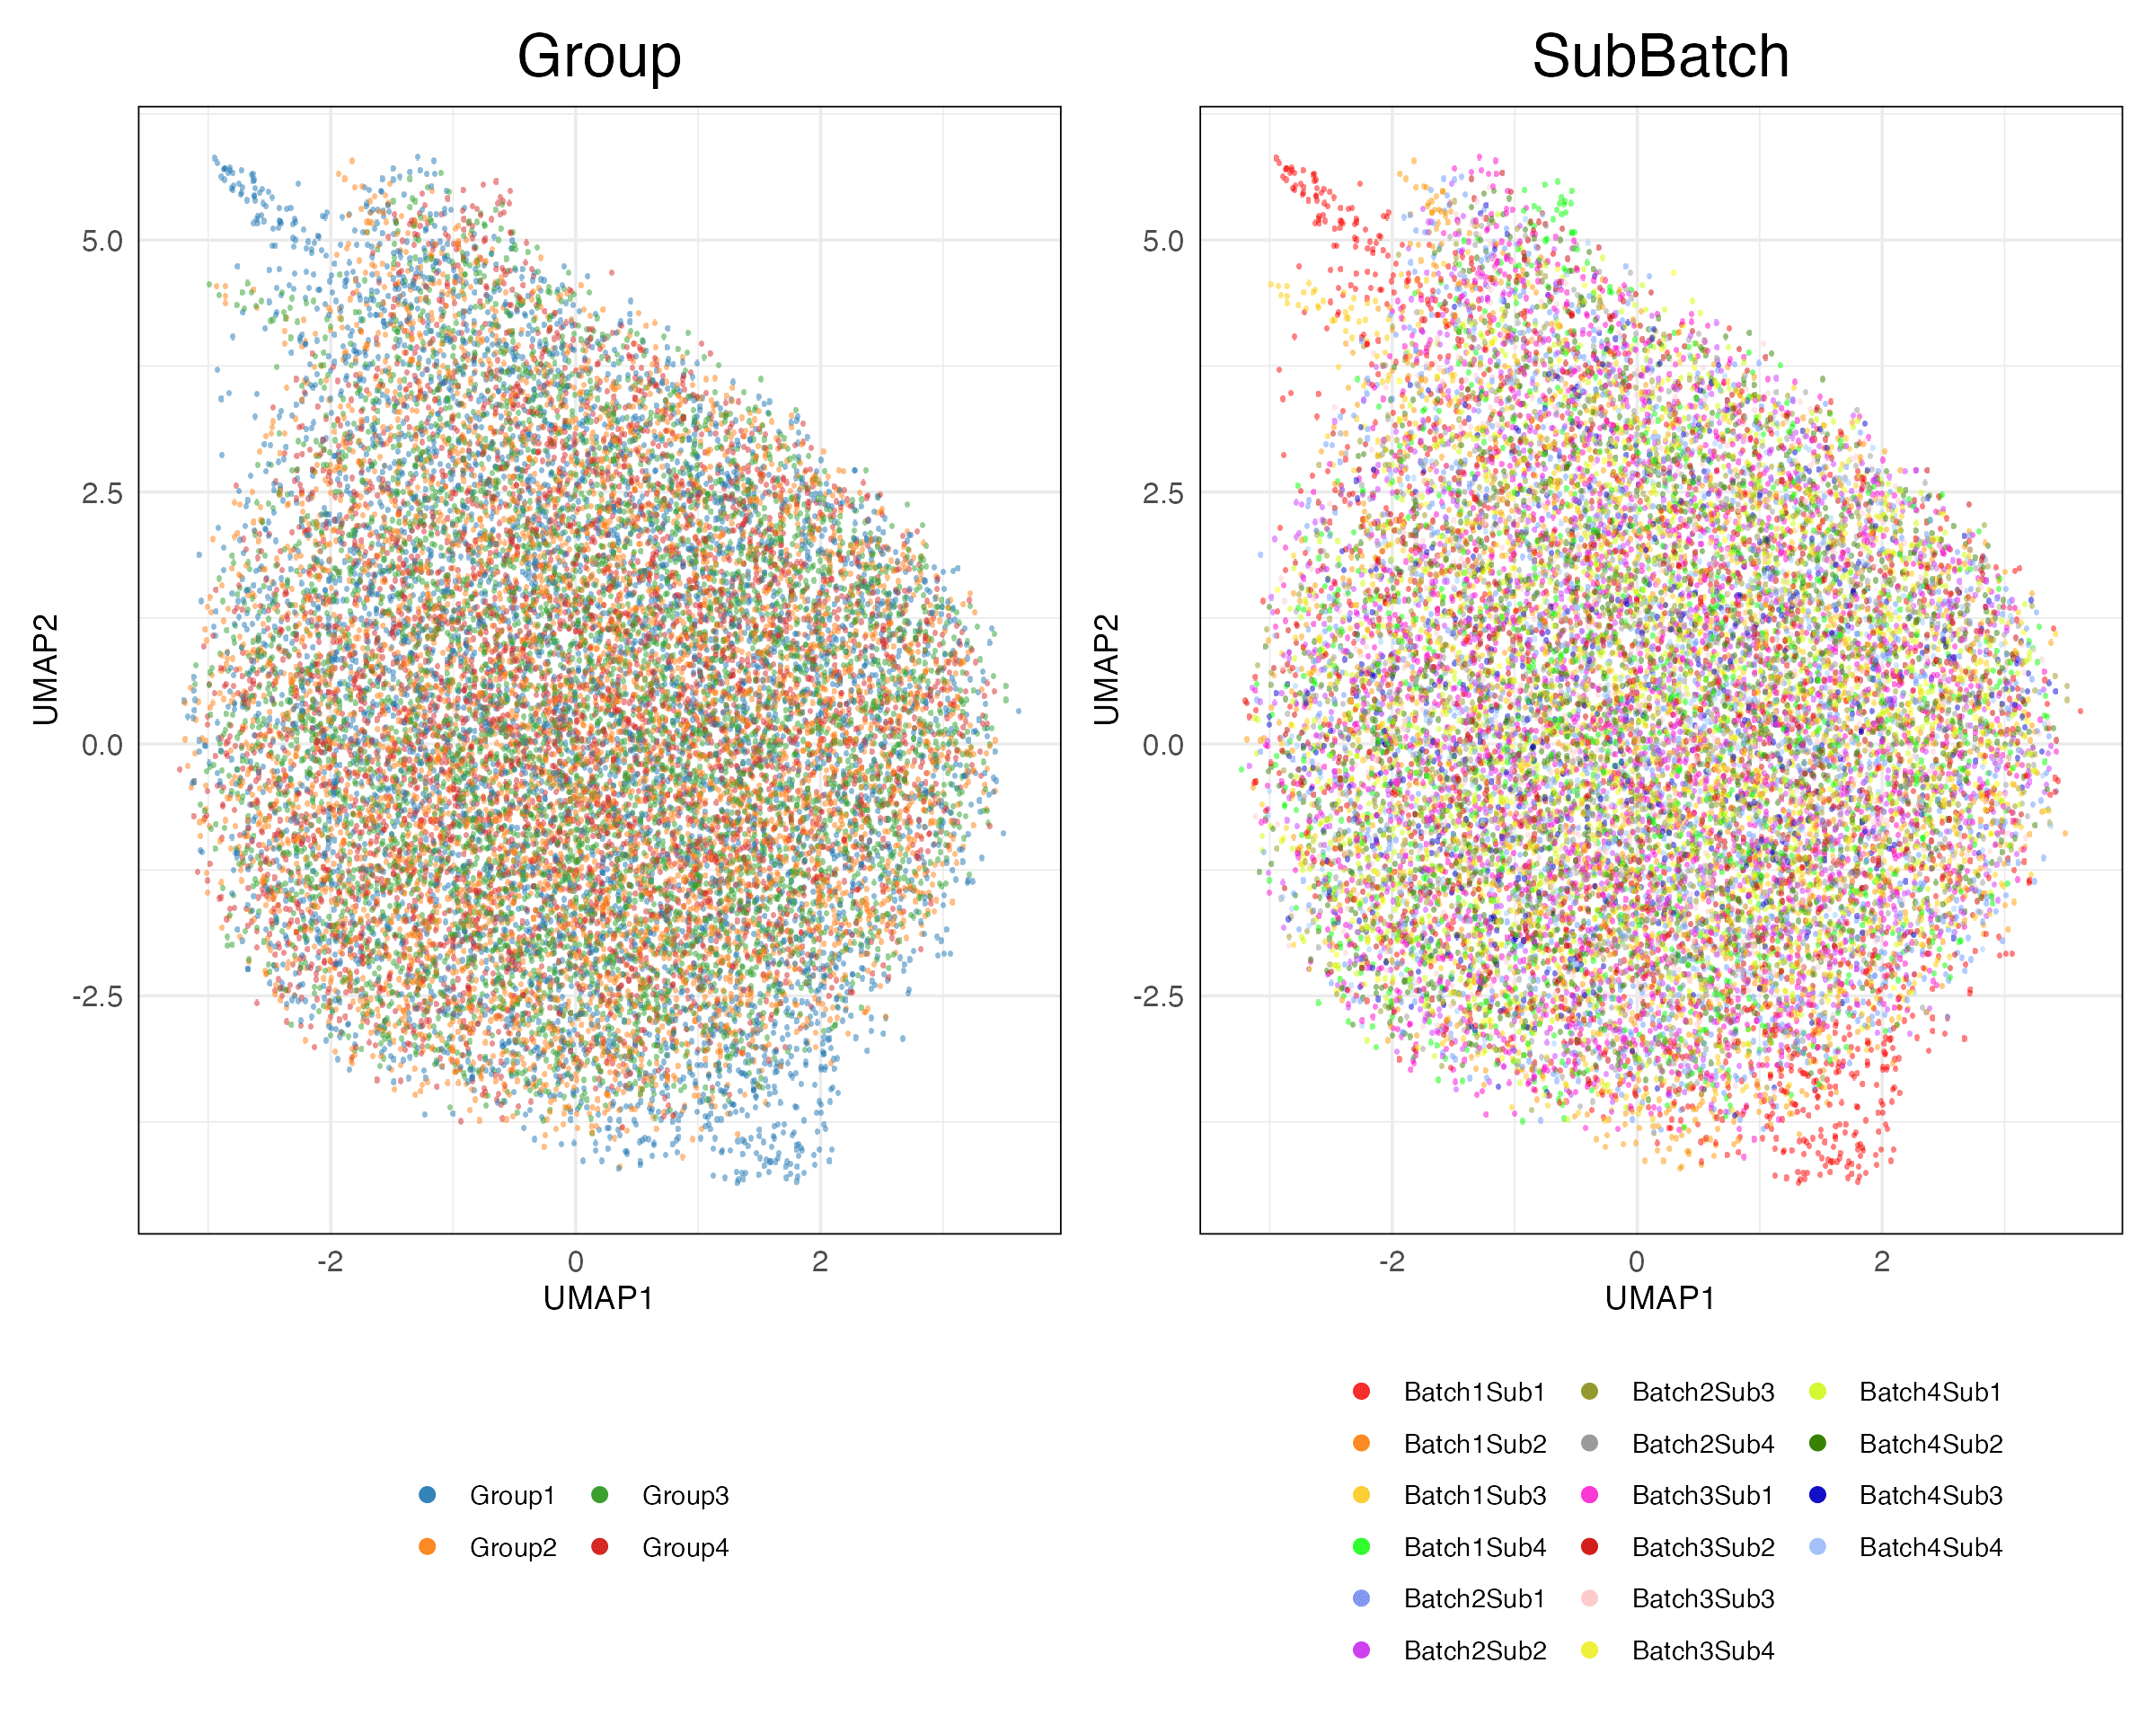 Group
SubBatch
5.0
2.5
0.0
-2.5
UMAP2
-2
0
2
UMAP1
5.0
2.5
0.0
-2.5
UMAP2
-2
0
2
UMAP1
Group1
Group3
Group2
Group4
Batch1Sub1
Batch2Sub3
Batch4Sub1
Batch1Sub2
Batch2Sub4
Batch4Sub2
Batch1Sub3
Batch3Sub1
Batch4Sub3
Batch1Sub4
Batch3Sub2
Batch4Sub4
Batch2Sub1
Batch3Sub3
Batch2Sub2
Batch3Sub4